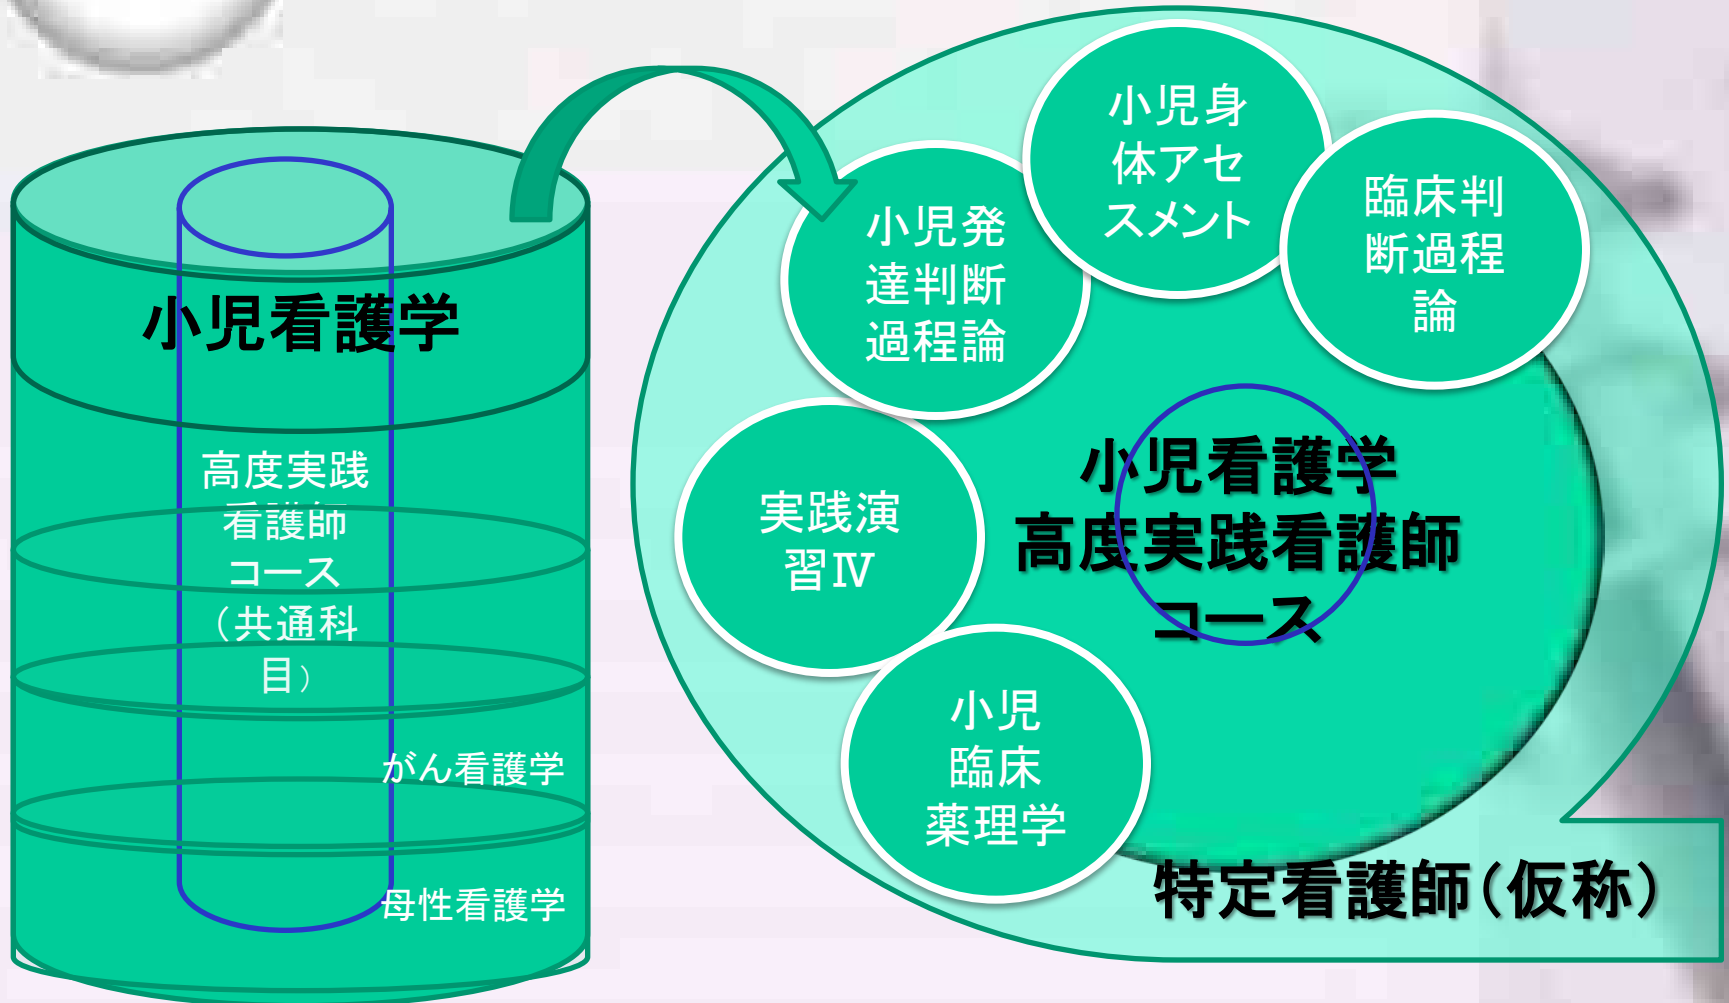 小児看護学
高度実践
看護師
コース
（共通科
目）
がん看護学
母性看護学
小児発
達判断
過程論
小児身
体アセ
スメント
臨床判
断過程
論
実践演
習Ⅳ
小児
臨床
薬理学
小児看護学
高度実践看護師
コース
特定看護師（仮称）